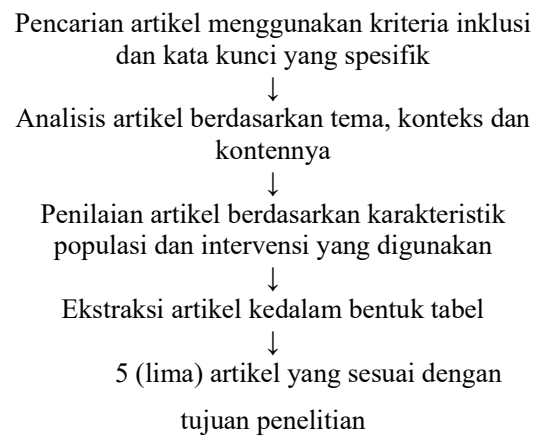 Pencarian artikel menggunakan kriteria inklusi
dan kata kunci yang spesifik
↓
Analisis artikel berdasarkan tema, konteks dan
kontennya
↓
Penilaian artikel berdasarkan karakteristik
populasi dan intervensi yang digunakan
↓
Ekstraksi artikel kedalam bentuk tabel
↓
5 (lima) artikel yang sesuai dengan
tujuan penelitian